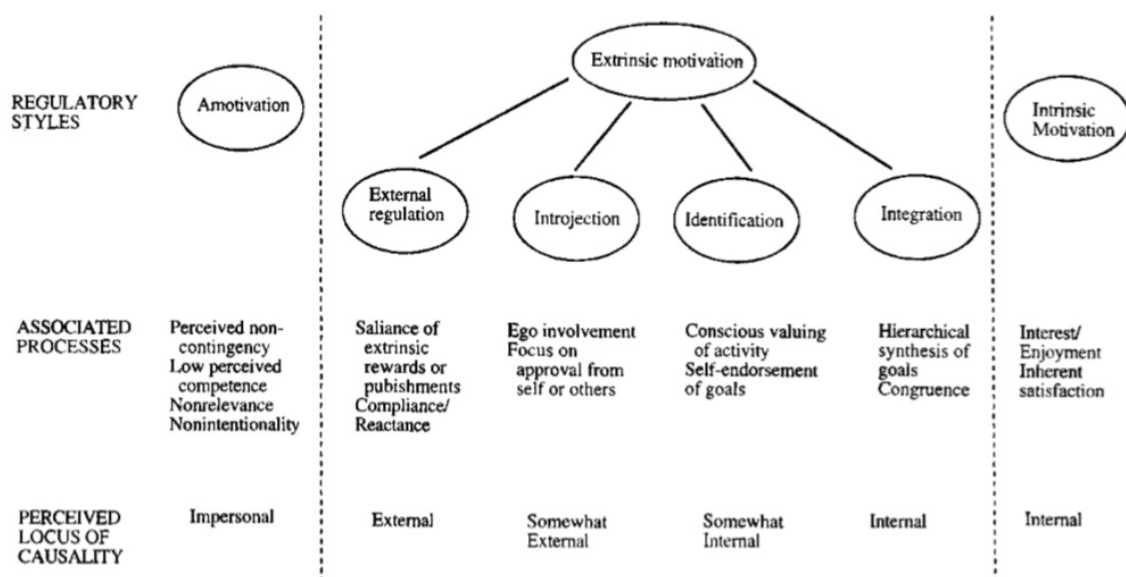 Extrinsic motivation
REGULATORY
STYLES
Amotivation
Intrinsic
Motivation
External
regulation
Introjection
Identification
Integration
ASSOCIATED
PROCESSES
Perceived non-
contingency
Low perceived
competence
Nonrelevance
Nonintentionality
Saliance of
extrinsic
rewards or
pubishments
Compliance/
Reactance
Ego involvement
Focus on
approval from
self or others
Conscious valuing
of activity
Self-endorsement
of goals
Hierarchical
synthesis of
goals
Congruence
Interest/
Enjoyment
Inherent
satisfaction
PERCEIVED
LOCUS OF
CAUSALITY
Impersonal
External
Somewhat
External
Somewhat
Internal
Internal
Internal